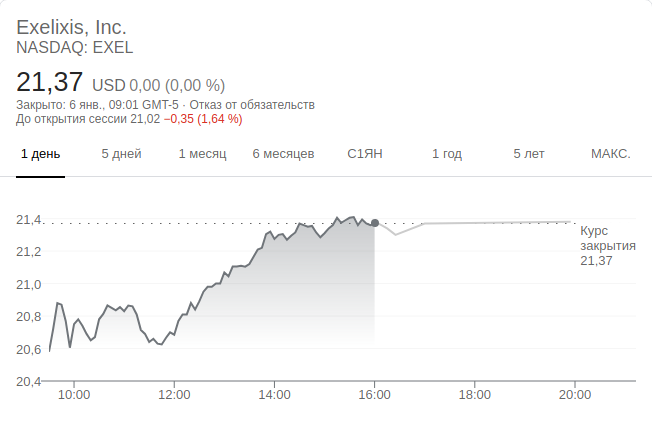 Exelixis, Inc.
NASDAQ: EXEL
21,37 USD 0,00 (0,00 %)
Закрыто: 6 янв., 09:01 GMT-5 · Отказ от обязательств
До открытия сессии 21,02 −0,35 (1,64 %)
1 день 5 дней 1 месяц 6 месяцев С1ЯН 1 год 5 лет МАКС.
21,4
21,2
21,0
20,8
20,6
20,4
Курс
закрытия
21,37
10:00 12:00 14:00 16:00 18:00 20:00